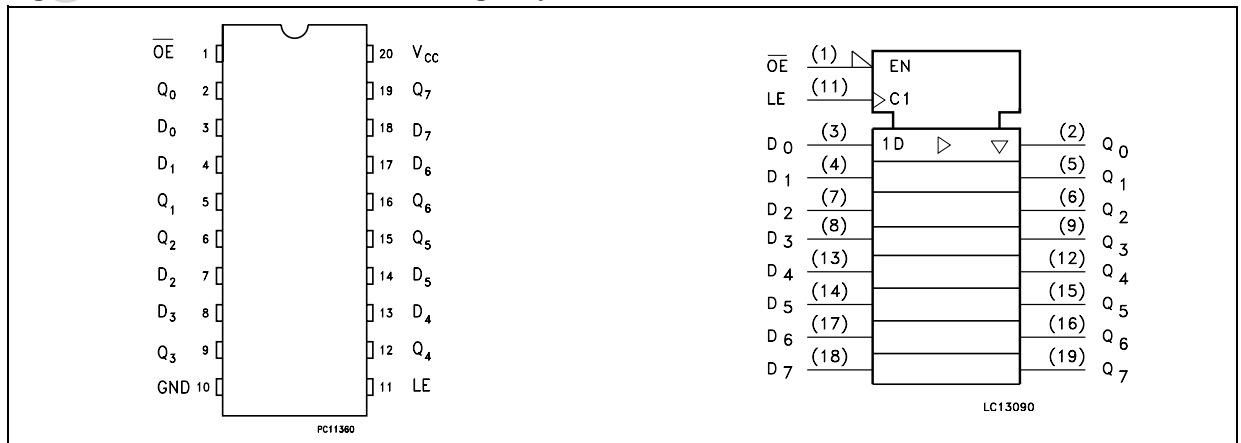 OE 1 20 VCC
Q0 2 19 Q7
D0 3 18 D7
D1 4 17 D6
Q1 5 16 Q6
Q2 6 15 Q5
D2 7 14 D5
D3 8 13 D4
Q3 9 12 Q4
GND 10 11 LE
PC11360
OE (1) EN
LE (11) C1
D0 (3) 1D (2) Q0
D1 (4) (5) Q1
D2 (7) (6) Q2
D3 (8) (9) Q3
D4 (13) (12) Q4
D5 (14) (15) Q5
D6 (17) (16) Q6
D7 (18) (19) Q7
LC13090